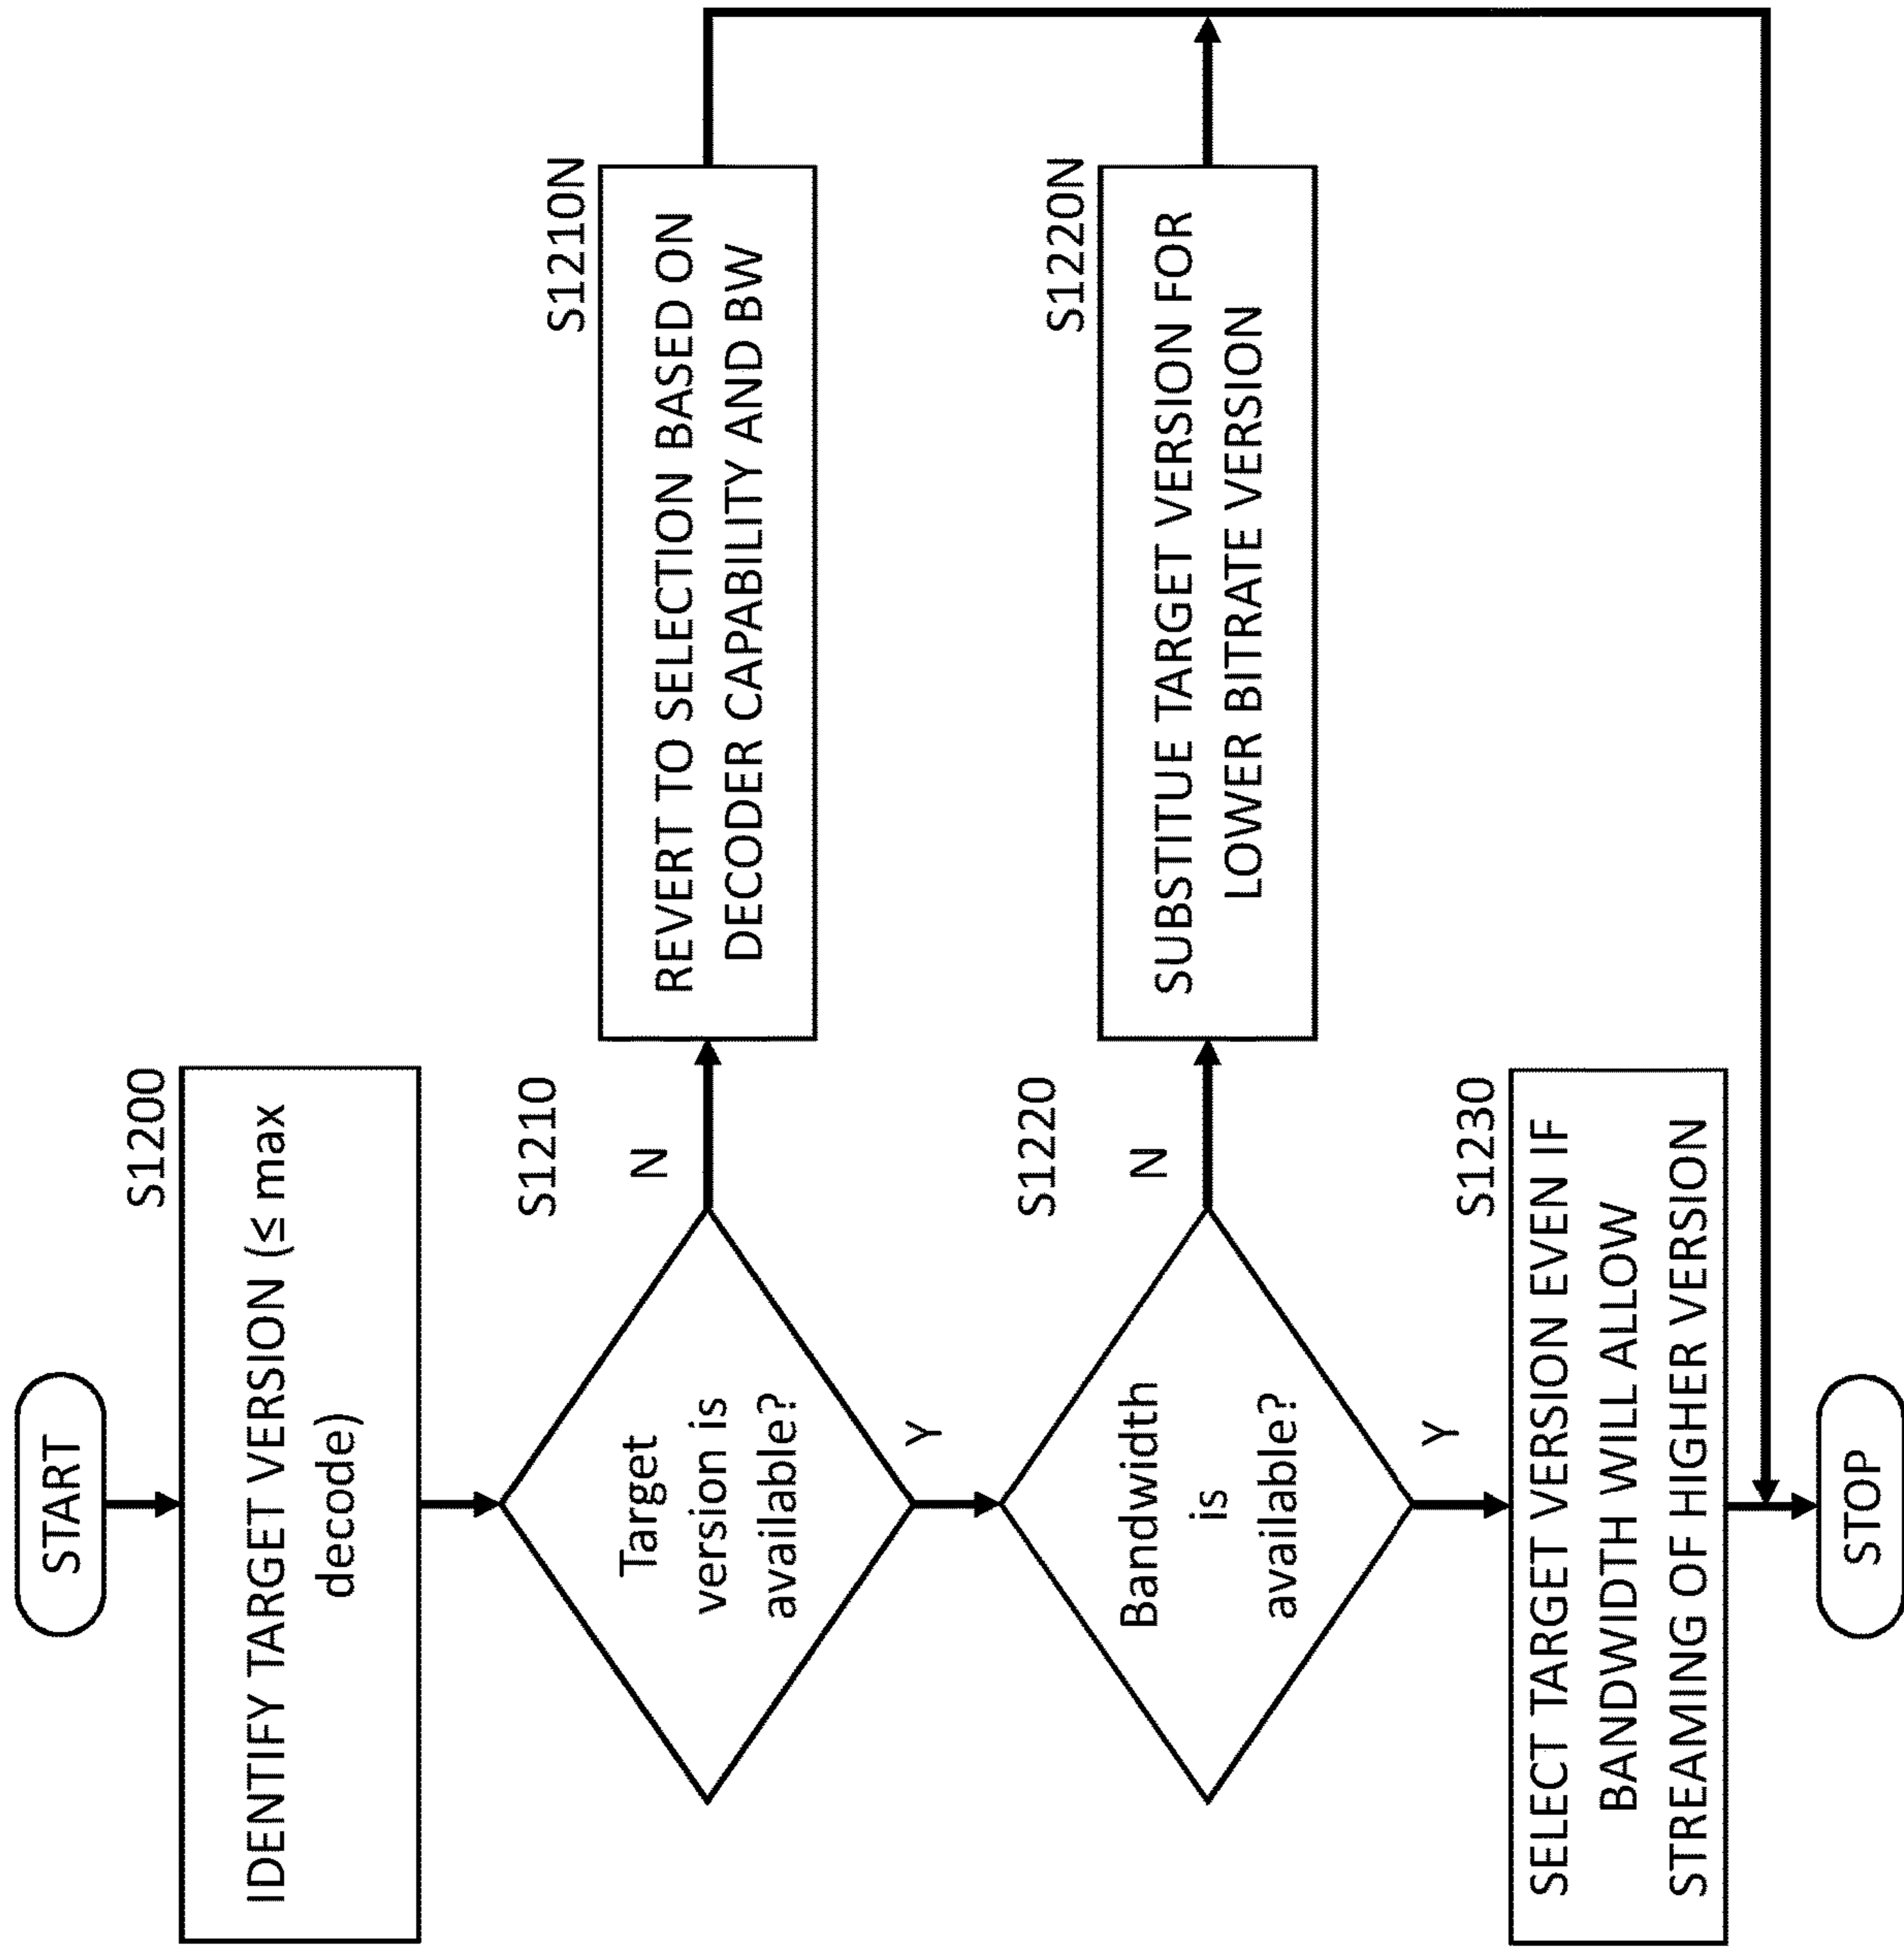 START
S1200
IDENTIFY TARGET VERSION (≤ max
decode)
S1210
Target
version is
available?
N
S1210N
REVERT TO SELECTION BASED ON
DECODER CAPABILITY AND BW
Y
S1220
Bandwidth
is
available?
N
S1220N
SUBSTITUE TARGET VERSION FOR
LOWER BITRATE VERSION
Y
S1230
SELECT TARGET VERSION EVEN IF
BANDWIDTH WILL ALLOW
STREAMING OF HIGHER VERSION
STOP